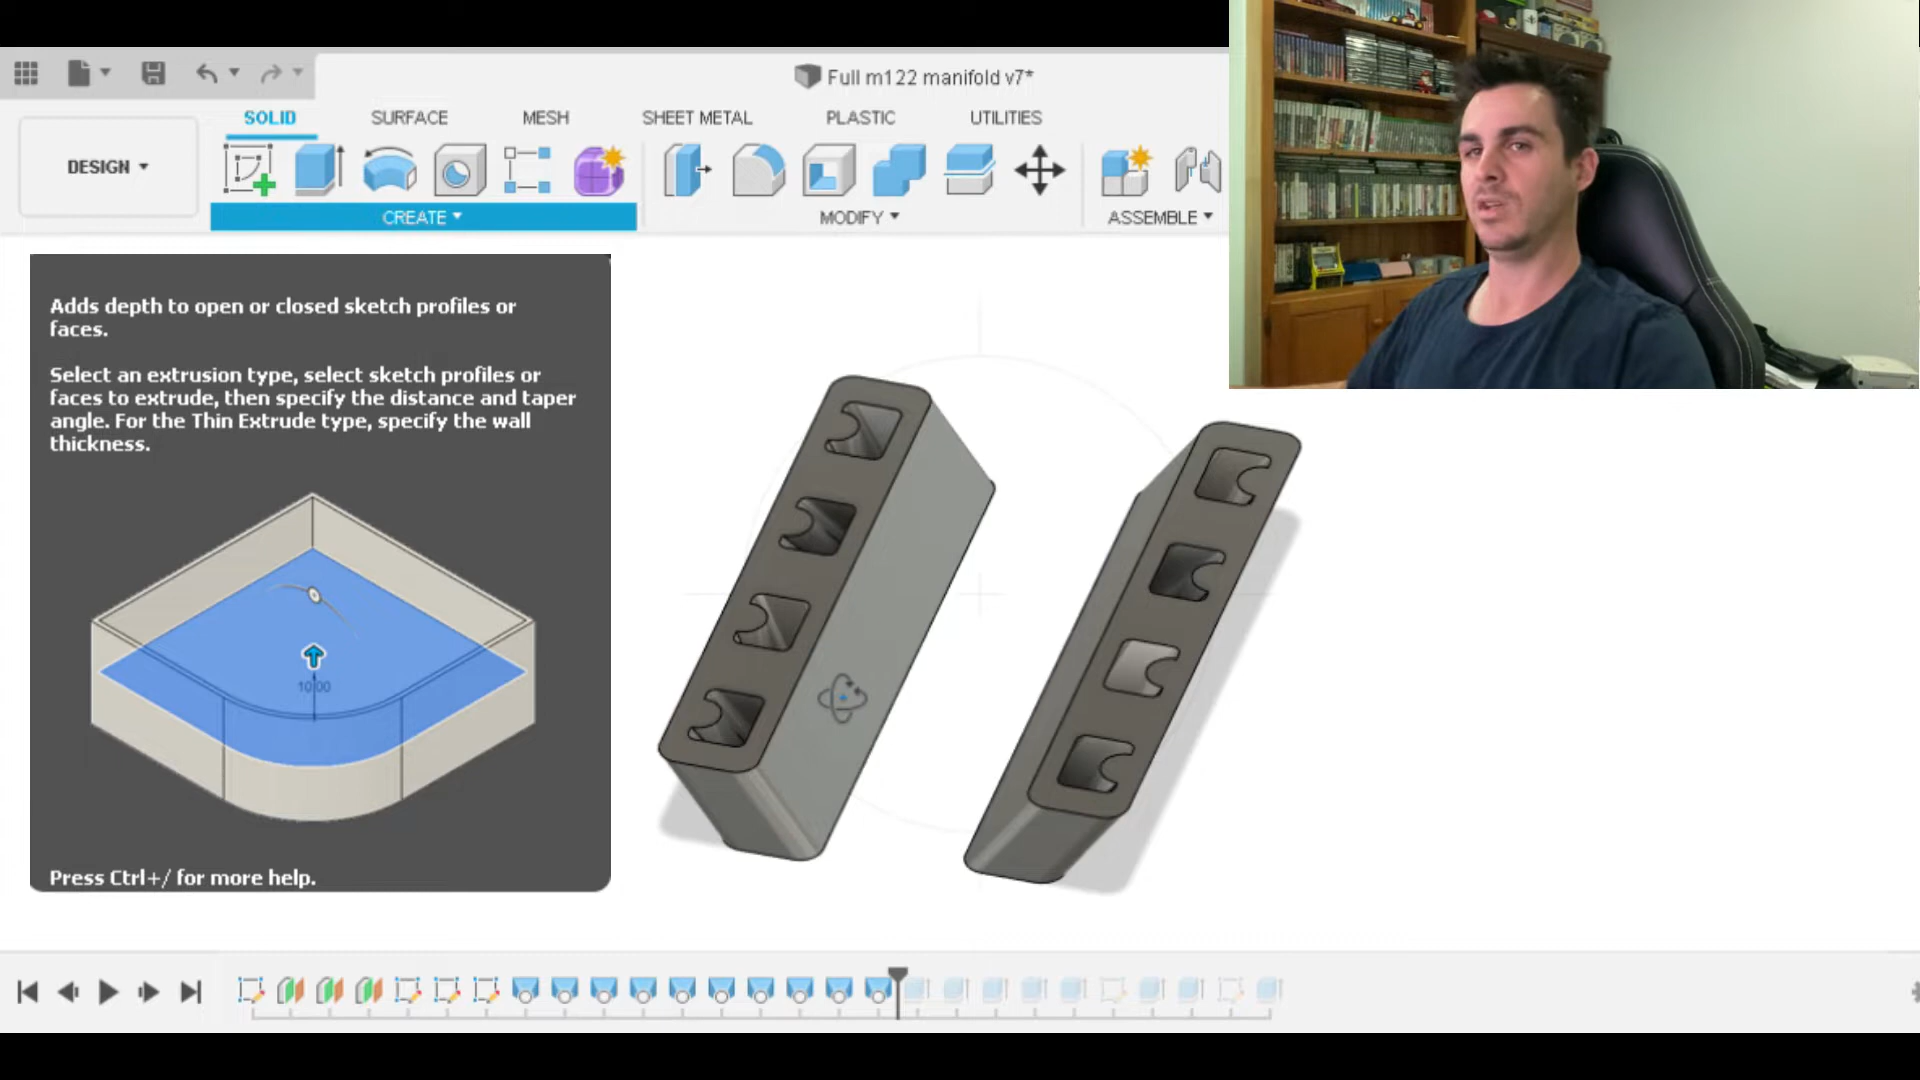 Full m122 manifold v7*
SOLID
SURFACE
MESH
SHEET METAL
PLASTIC
UTILITIES
DESIGN
CREATE
MODIFY
ASSEMBLE
Adds depth to open or closed sketch profiles or
faces.
Select an extrusion type, select sketch profiles or
faces to extrude, then specify the distance and taper
angle. For the Thin Extrude type, specify the wall
thickness.
10.00
Press Ctrl+/ for more help.